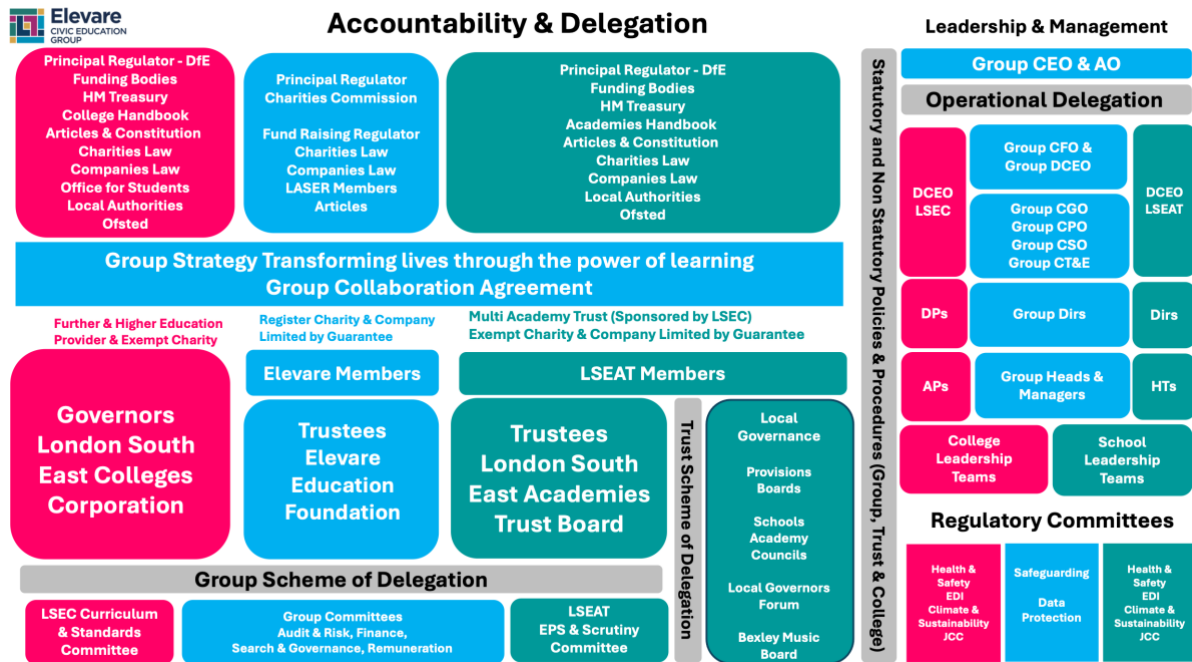 Elevare
CIVIC EDUCATION
GROUP
Accountability & Delegation
Principal Regulator - DfE
Funding Bodies
HM Treasury
College Handbook
Articles & Constitution
Charities Law
Companies Law
Office for Students
Local Authorities
Ofsted
Principal Regulator
Charities Commission
Fund Raising Regulator
Charities Law
Companies Law
LASER Members
Articles
Principal Regulator - DfE
Funding Bodies
HM Treasury
Academies Handbook
Articles & Constitution
Charities Law
Companies Law
Local Authorities
Ofsted
Group Strategy Transforming lives through the power of learning
Group Collaboration Agreement
Further & Higher Education
Provider & Exempt Charity
Register Charity & Company
Limited by Guarantee
Multi Academy Trust (Sponsored by LSEC)
Exempt Charity & Company Limited by Guarantee
Governors
London South
East Colleges
Corporation
Elevare Members
Trustees
Elevare
Education
Foundation
LSEAT Members
Trustees
London South
East Academies
Trust Board
Trust Scheme of Delegation
Local
Governance
Provisions
Boards
Schools
Academy
Councils
Local Governors
Forum
Bexley Music
Board
Group Scheme of Delegation
LSEC Curriculum
& Standards
Committee
Group Committees
Audit & Risk, Finance,
Search & Governance, Remuneration
LSEAT
EPS & Scrutiny
Committee
Statutory and Non Statutory Policies & Procedures (Group, Trust & College)
Leadership & Management
Group CEO & AO
Operational Delegation
DCEO
LSEC
Group CFO &
Group DCEO
Group CGO
Group CPO
Group CSO
Group CT&E
DCEO
LSEAT
DPs
Group Dirs
Dirs
APs
Group Heads &
Managers
HTs
College
Leadership
Teams
School
Leadership
Teams
Regulatory Committees
Health &
Safety
EDI
Climate &
Sustainability
JCC
Safeguarding
Data
Protection
Health &
Safety
EDI
Climate &
Sustainability
JCC